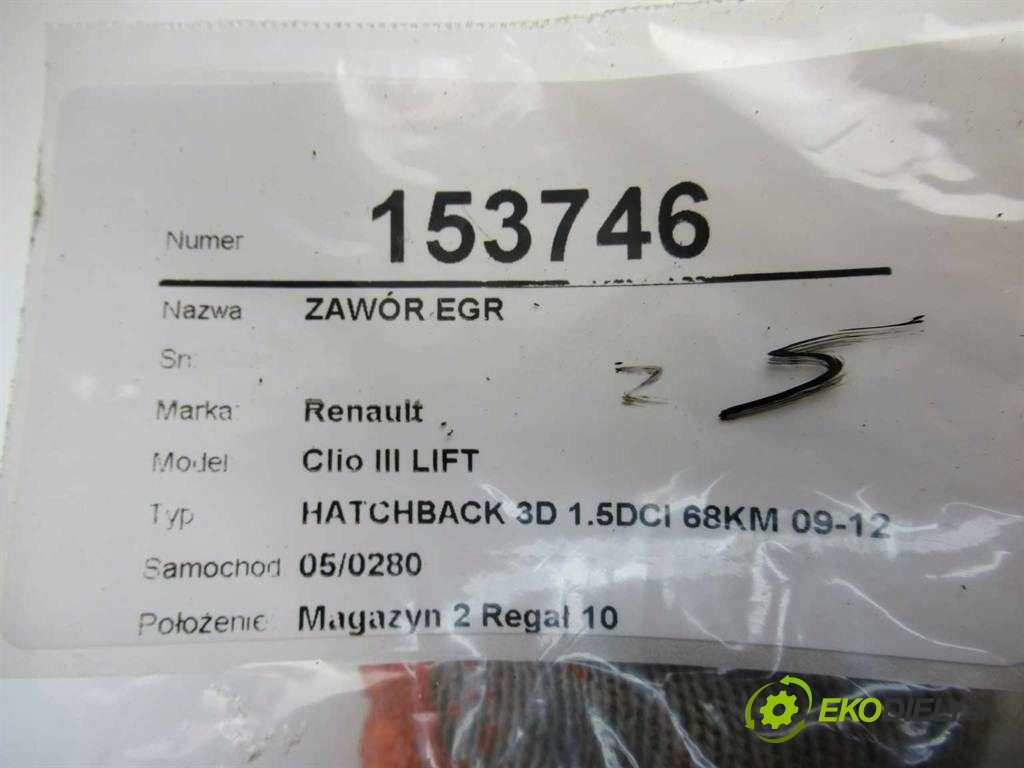 Numer 153746
Nazwa ZAWÓR EGR
Sn
Marka Renault
z 5
Model Clio III LIFT
Typ HATCHBACK 3D 1.5DCI 68KM 09-12
Samochod 05/0280
Położenie Magazyn 2 Regał 10
EKODIELY